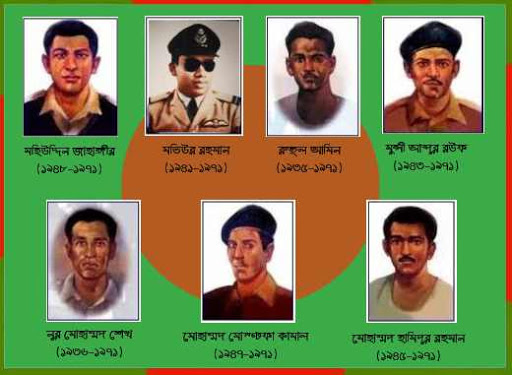 মহিউদ্দিন জাহাঙ্গীর
(১৯৪৮-১৯৭১)
মতিউর রহমান
(১৯৪১-১৯৭১)
রুহুল আমিন
(১৯৩৫-১৯৭১)
মুন্সী আব্দুর রউফ
(১৯৪৩-১৯৭১)
নুর মোহাম্মদ শেখ
(১৯৩৬-১৯৭১)
মোহাম্মদ মোস্তফা কামাল
(১৯৪৭-১৯৭১)
মোহাম্মদ হামিদুর রহমান
(১৯৪৫-১৯৭১)